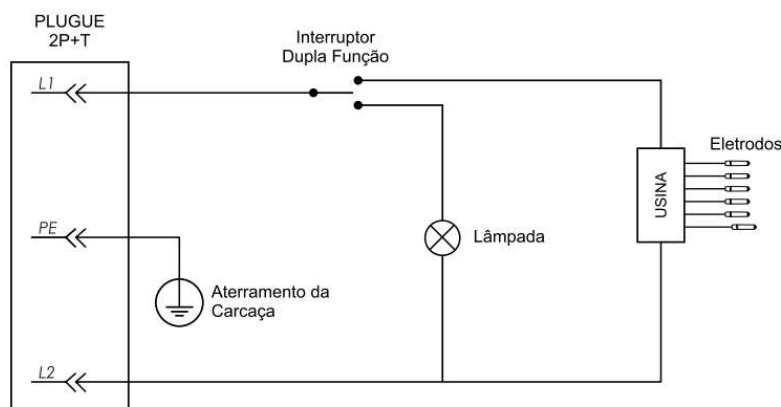 PLUGUE
2P+T
Interruptor
Dupla Função
L1
Eletrodos
USINA
PE
Lâmpada
Aterramento da
Carcaça
L2